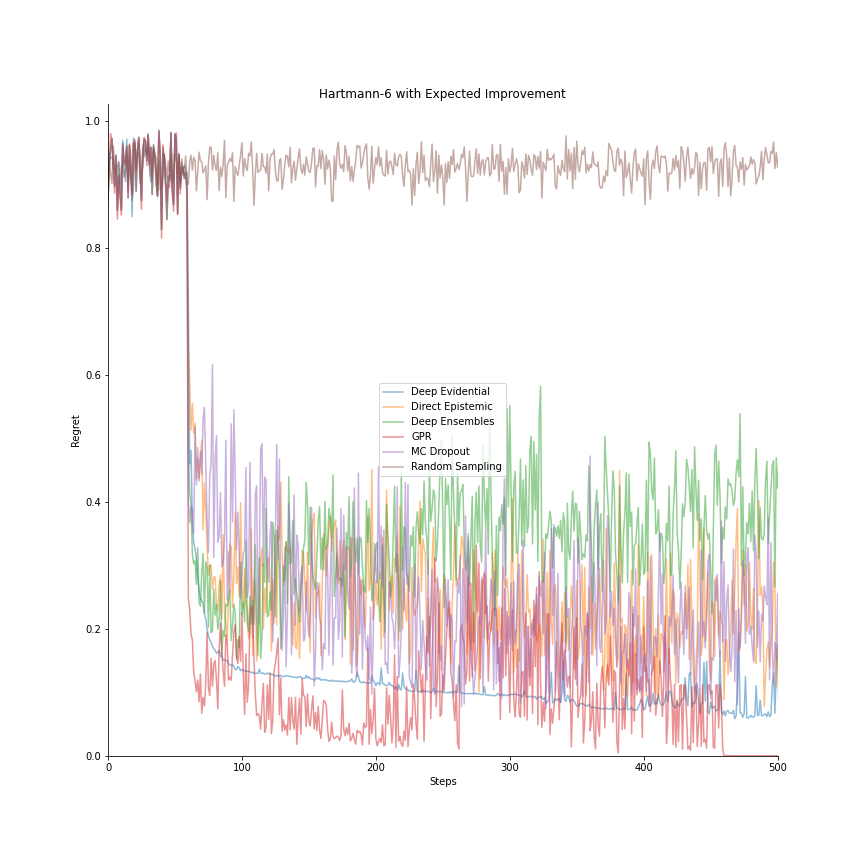 Hartmann-6 with Expected Improvement
1.0
0.8
0.6
0.4
0.2
0.0
Regret
Deep Evidential
Direct Epistemic
Deep Ensembles
GPR
MC Dropout
Random Sampling
0 100 200 300 400 500
Steps